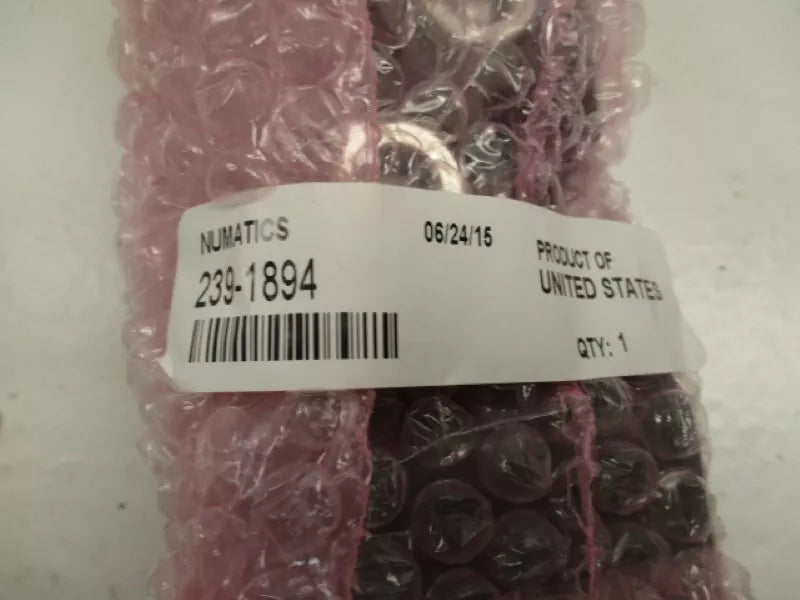 NUMATICS
06/24/15
PRODUCT OF
239-1894
UNITED STATES
QTY: 1